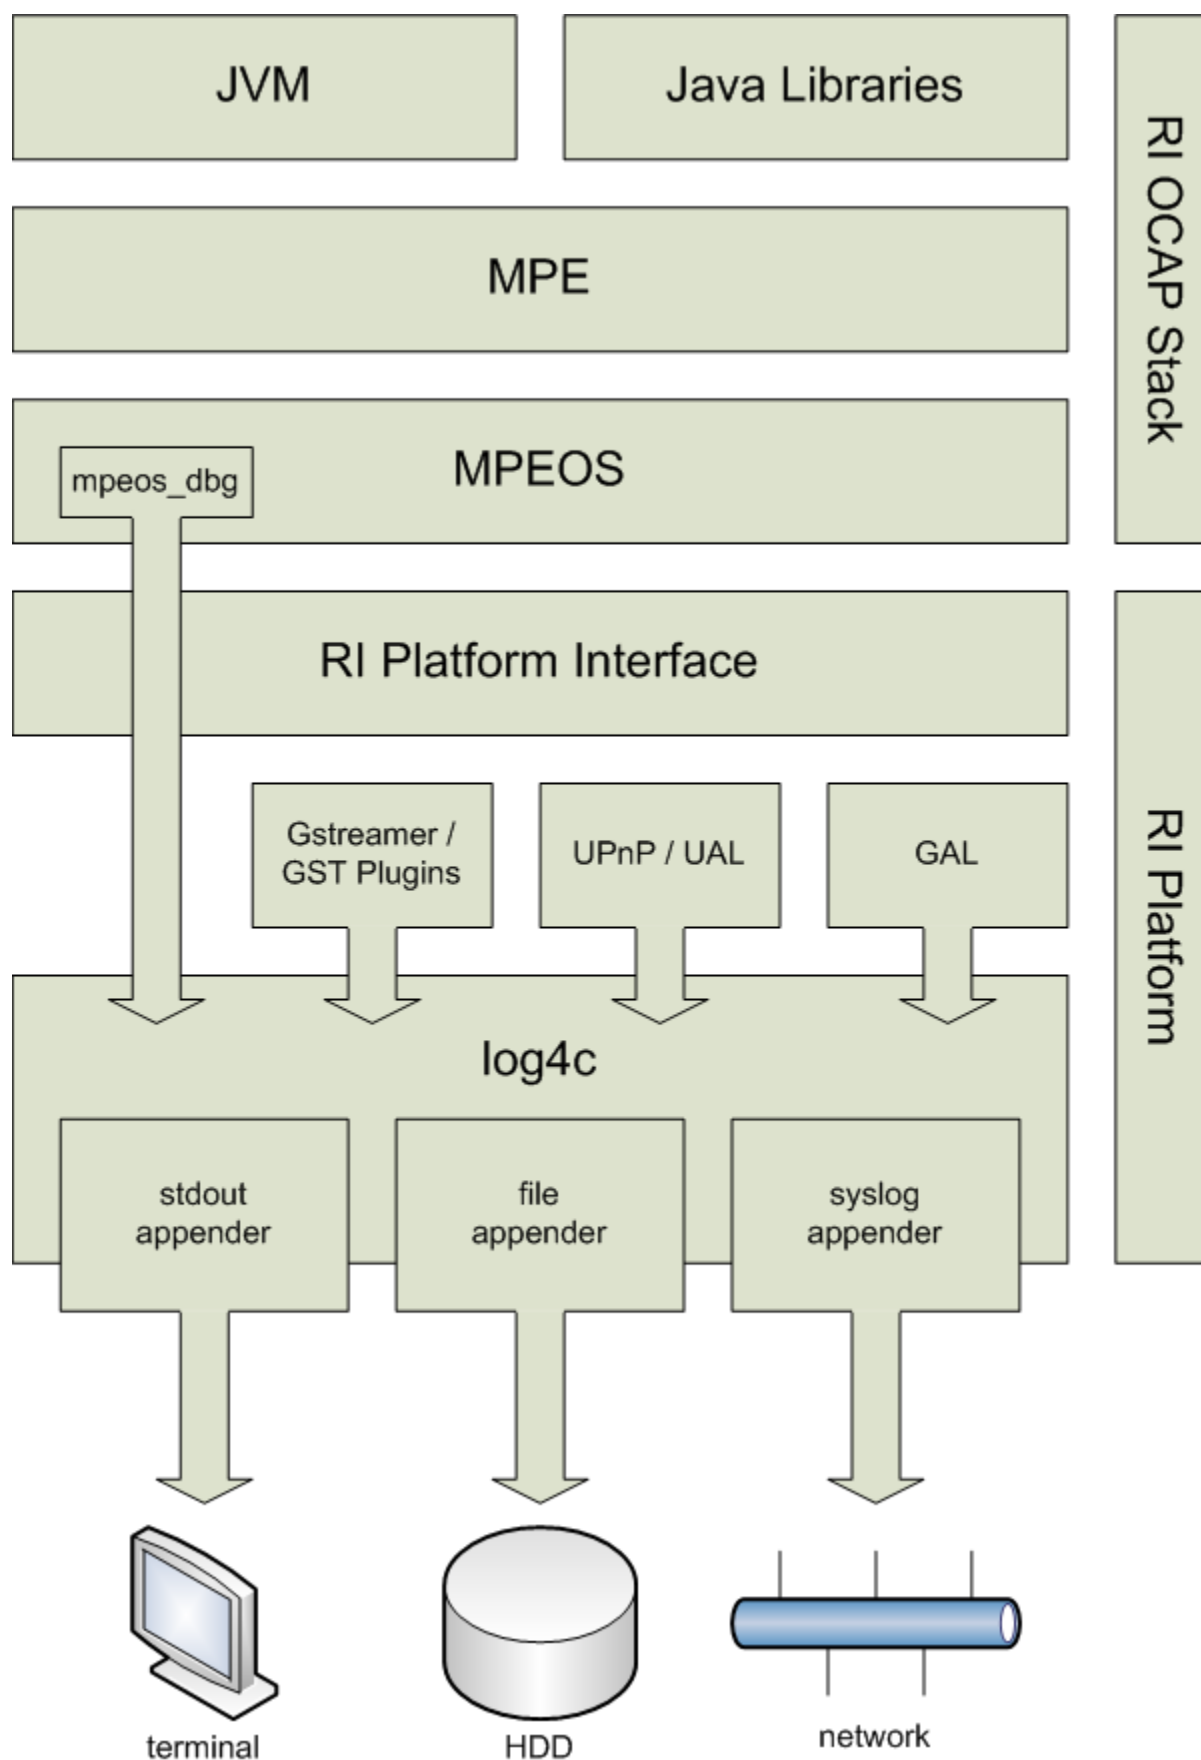 JVM
Java Libraries
RI OCAP Stack
MPE
MPEOS
mpeos_dbg
RI Platform Interface
RI Platform
Gstreamer /
GST Plugins
UPnP / UAL
GAL
log4c
stdout
appender
file
appender
syslog
appender
terminal
HDD
network